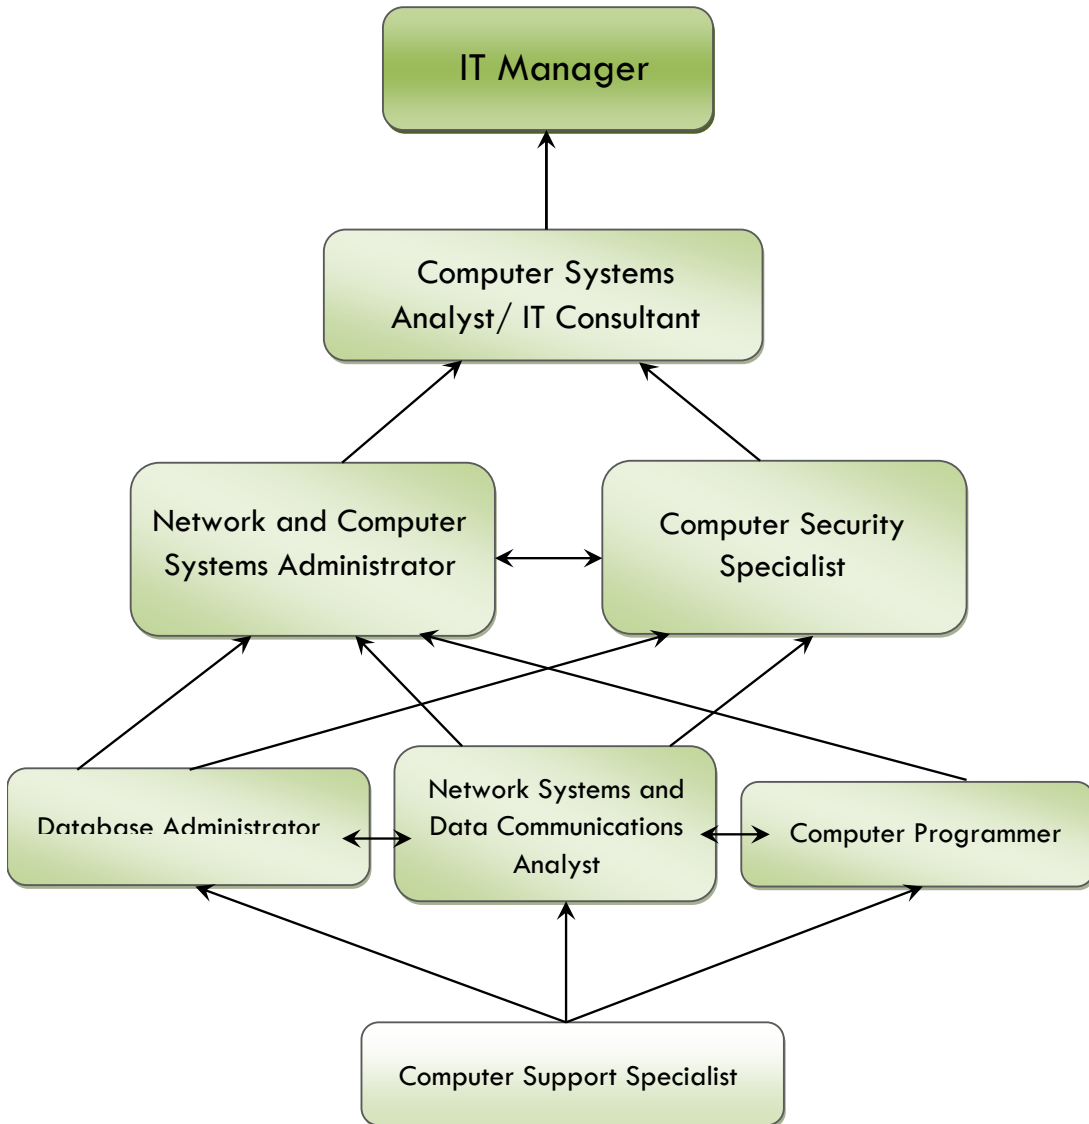 IT Manager
Computer Systems
Analyst/ IT Consultant
Network and Computer
Systems Administrator
Computer Security
Specialist
Database Administrator
Network Systems and
Data Communications
Analyst
Computer Programmer
Computer Support Specialist